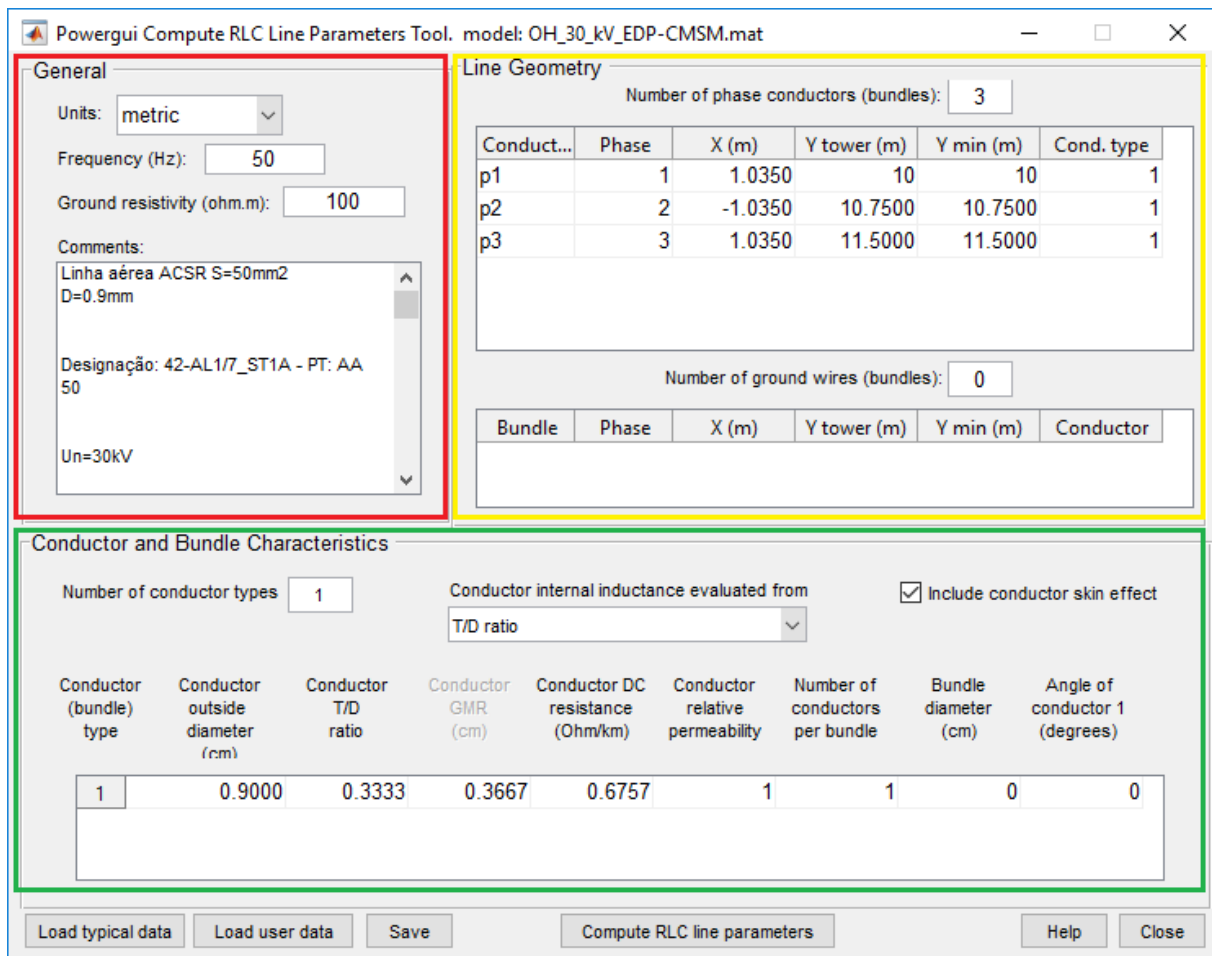 Powergui Compute RLC Line Parameters Tool. model: OH_30_kV_EDP-CMSM.mat
General
Units: metric
Frequency (Hz): 50
Ground resistivity (ohm.m): 100
Comments:
Linha aérea ACSR S=50mm2
D=0.9mm
Designação: 42-AL1/7_ST1A - PT: AA
50
Un=30kV
Line Geometry
Number of phase conductors (bundles): 3
Conduct... Phase X (m) Y tower (m) Y min (m) Cond. type
p1 1 1.0350 10 10 1
p2 2 -1.0350 10.7500 10.7500 1
p3 3 1.0350 11.5000 11.5000 1
Number of ground wires (bundles): 0
Bundle Phase X (m) Y tower (m) Y min (m) Conductor
Conductor and Bundle Characteristics
Number of conductor types 1
Conductor internal inductance evaluated from
T/D ratio
Include conductor skin effect
Conductor (bundle) type
Conductor outside diameter (cm)
Conductor T/D ratio
Conductor GMR (cm)
Conductor DC resistance (Ohm/km)
Conductor relative permeability
Number of conductors per bundle
Bundle diameter (cm)
Angle of conductor 1 (degrees)
1 0.9000 0.3333 0.3667 0.6757 1 1 0 0
Load typical data Load user data Save Compute RLC line parameters Help Close